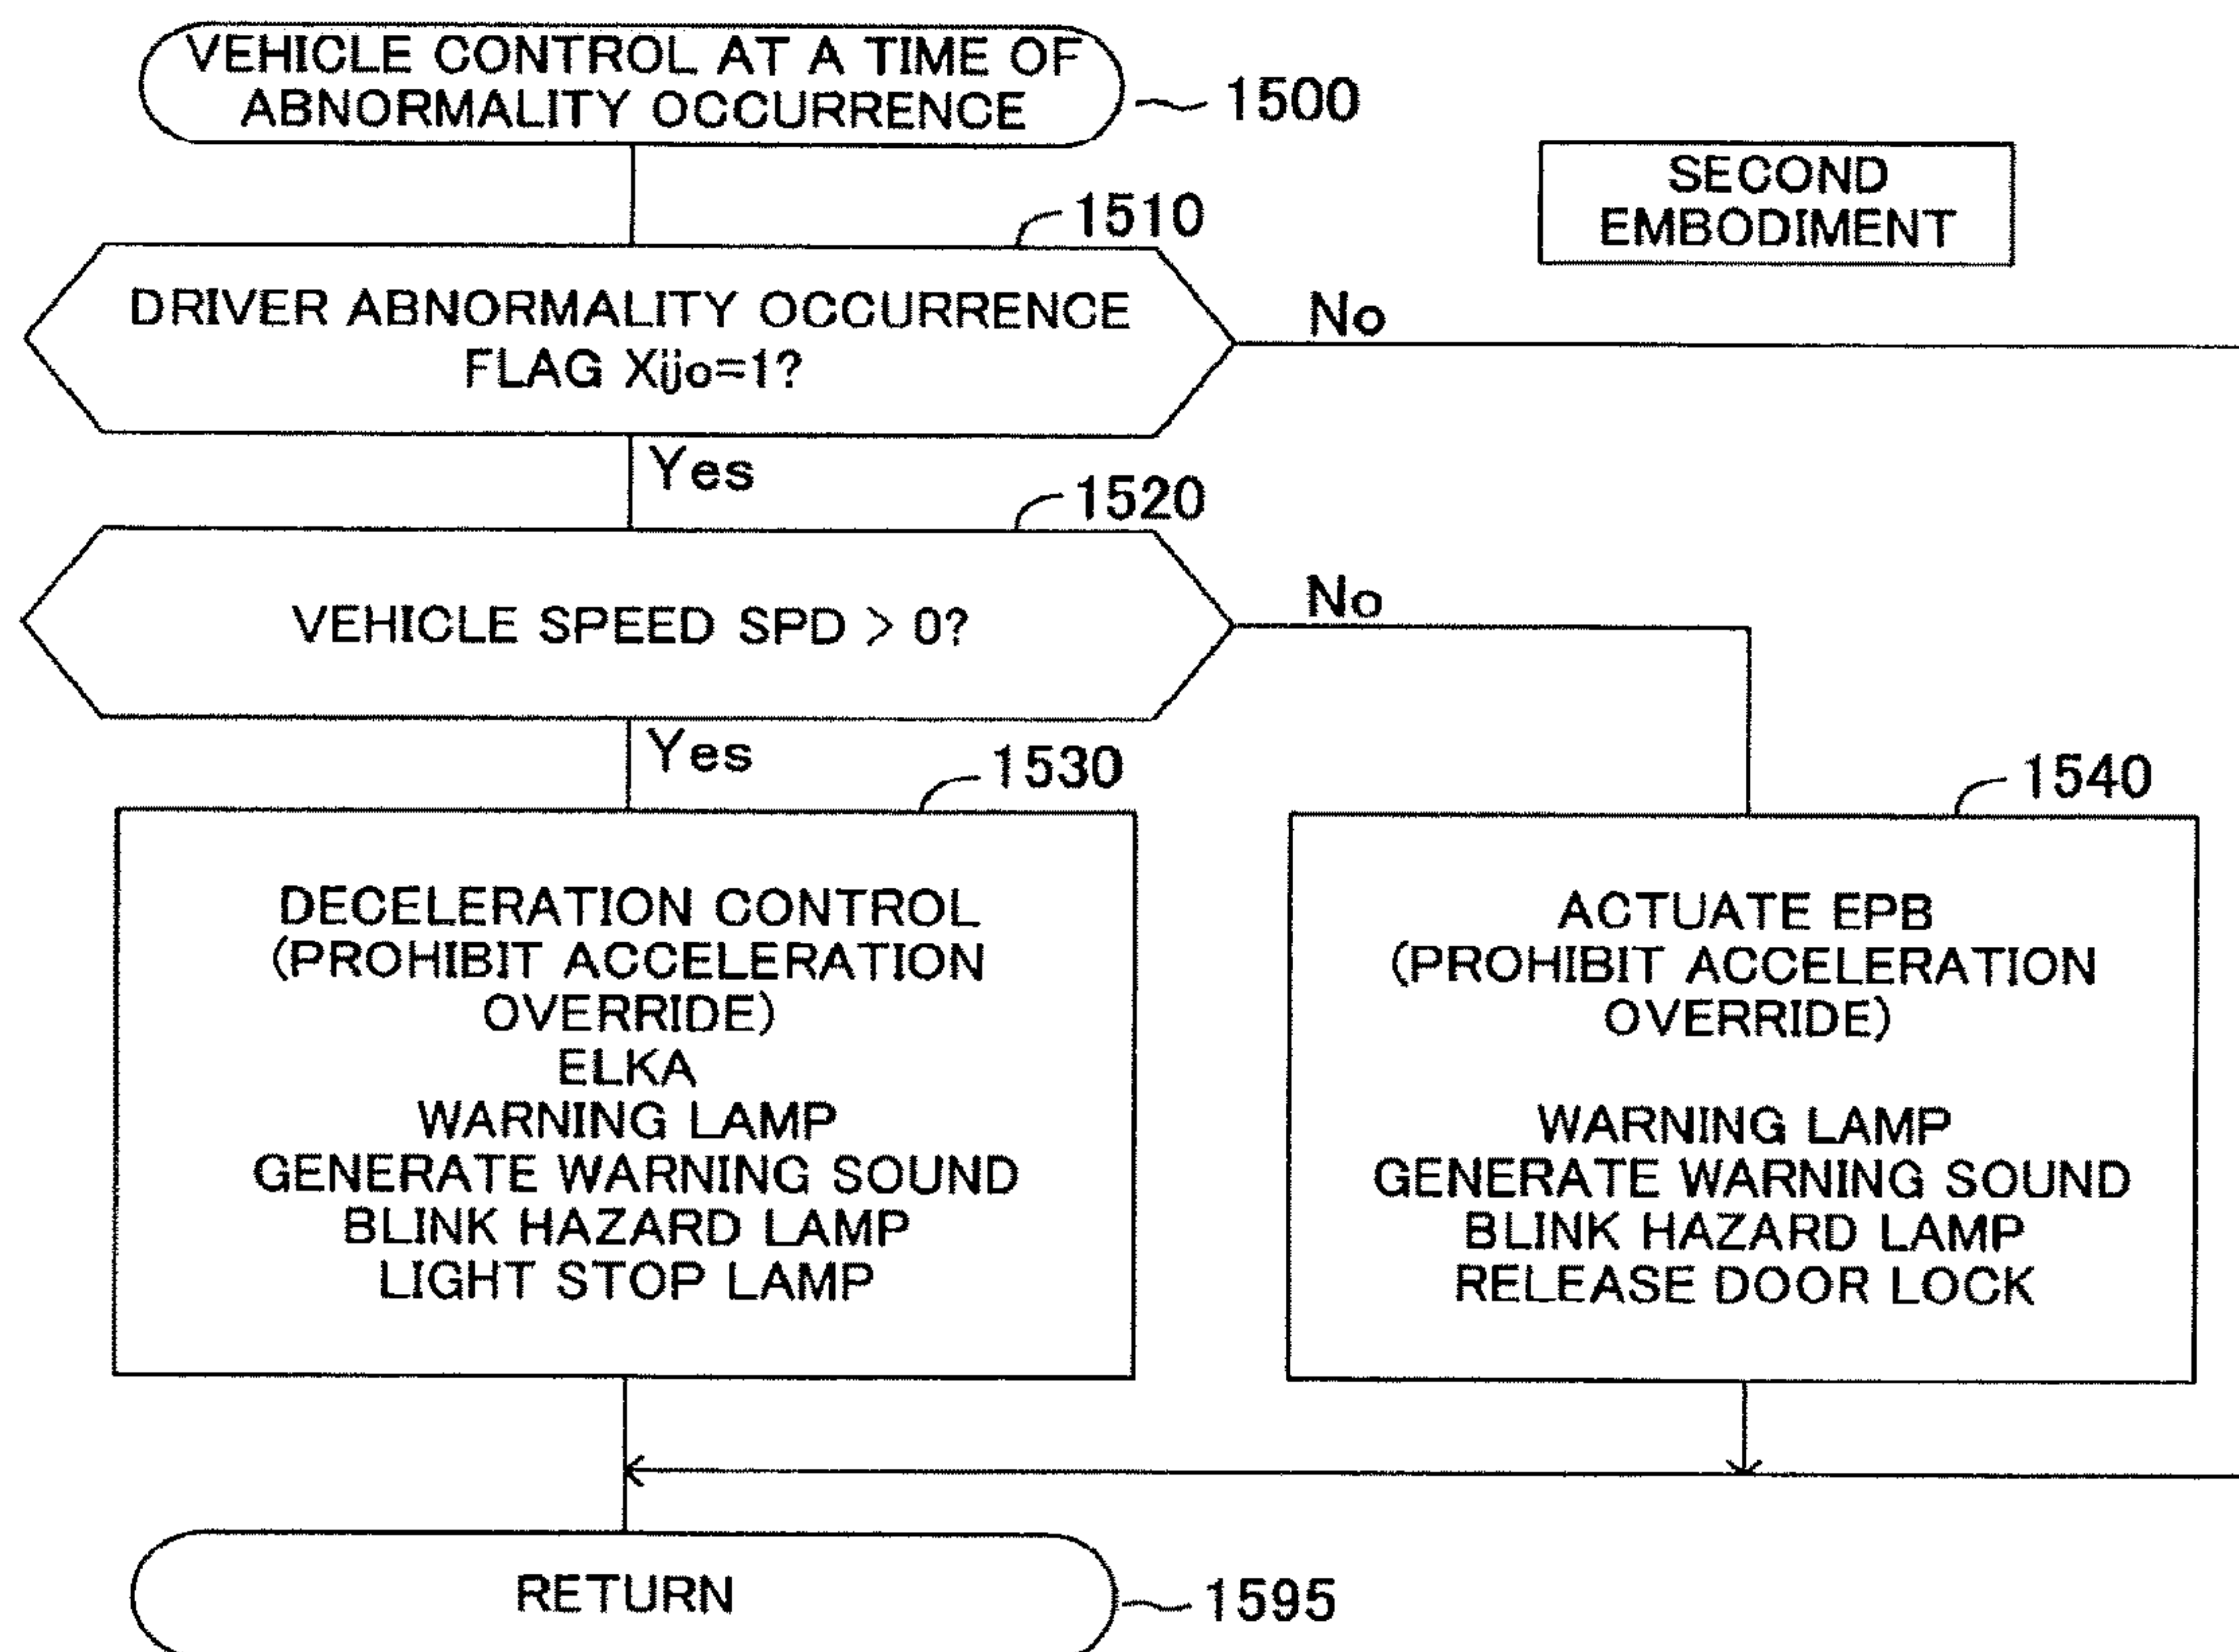 VEHICLE CONTROL AT A TIME OF
ABNORMALITY OCCURRENCE
1500
SECOND
EMBODIMENT
1510
DRIVER ABNORMALITY OCCURRENCE
FLAG Xijo=1?
No
Yes
1520
VEHICLE SPEED SPD > 0?
No
Yes
1530
DECELERATION CONTROL
(PROHIBIT ACCELERATION
OVERRIDE)
ELKA
WARNING LAMP
GENERATE WARNING SOUND
BLINK HAZARD LAMP
LIGHT STOP LAMP
1540
ACTUATE EPB
(PROHIBIT ACCELERATION
OVERRIDE)
WARNING LAMP
GENERATE WARNING SOUND
BLINK HAZARD LAMP
RELEASE DOOR LOCK
RETURN
1595